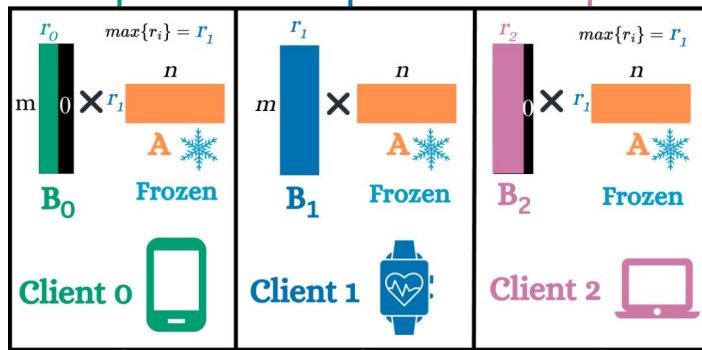 r₀ max{rᵢ} = r₁
n
m 0 × r₁
A
B₀ Frozen
Client 0
r₁
n
m ×
A
B₁ Frozen
Client 1
r₂ max{rᵢ} = r₁
n
0 × r₁
A
B₂ Frozen
Client 2